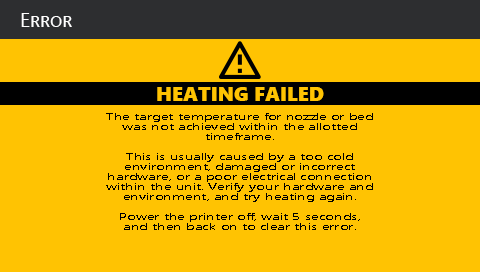 Error
HEATING FAILED
The target temperature for nozzle or bed
was not achieved within the allotted
timeframe.
This is usually caused by a too cold
environment, damaged or incorrect
hardware, or a poor electrical connection
within the unit. Verify your hardware and
environment, and try heating again.
Power the printer off, wait 5 seconds,
and then back on to clear this error.